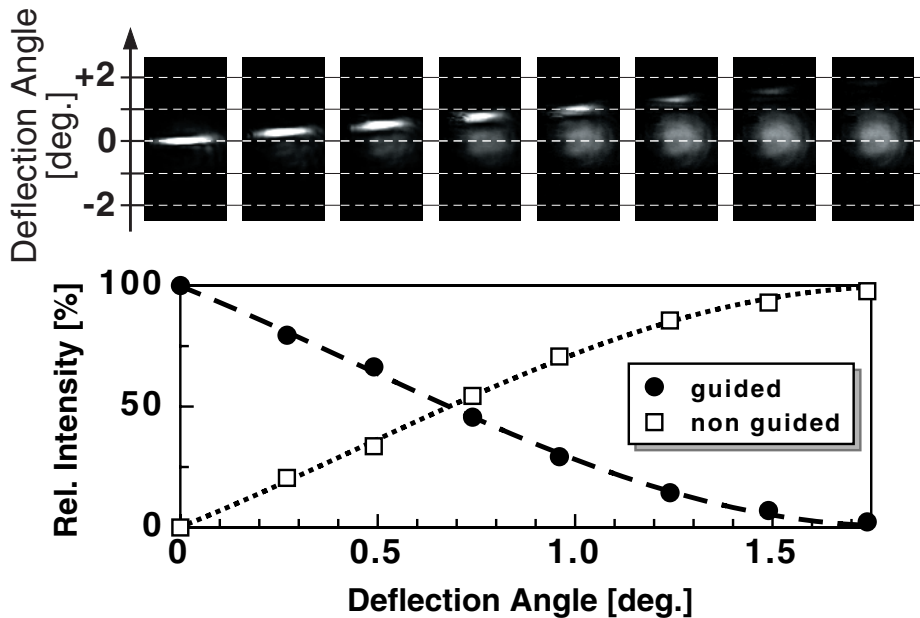 Deflection Angle
[deg.]
+2
0
-2
Rel. Intensity [%]
100
50
0
guided
non guided
0
0.5
1.0
1.5
Deflection Angle [deg.]